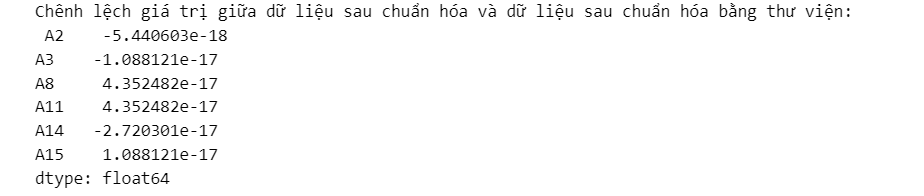 Chênh lệch giá trị giữa dữ liệu sau chuẩn hóa và dữ liệu sau chuẩn hóa bằng thư viện:
A2 -5.440603e-18
A3 -1.088121e-17
A8 4.352482e-17
A11 4.352482e-17
A14 -2.720301e-17
A15 1.088121e-17
dtype: float64